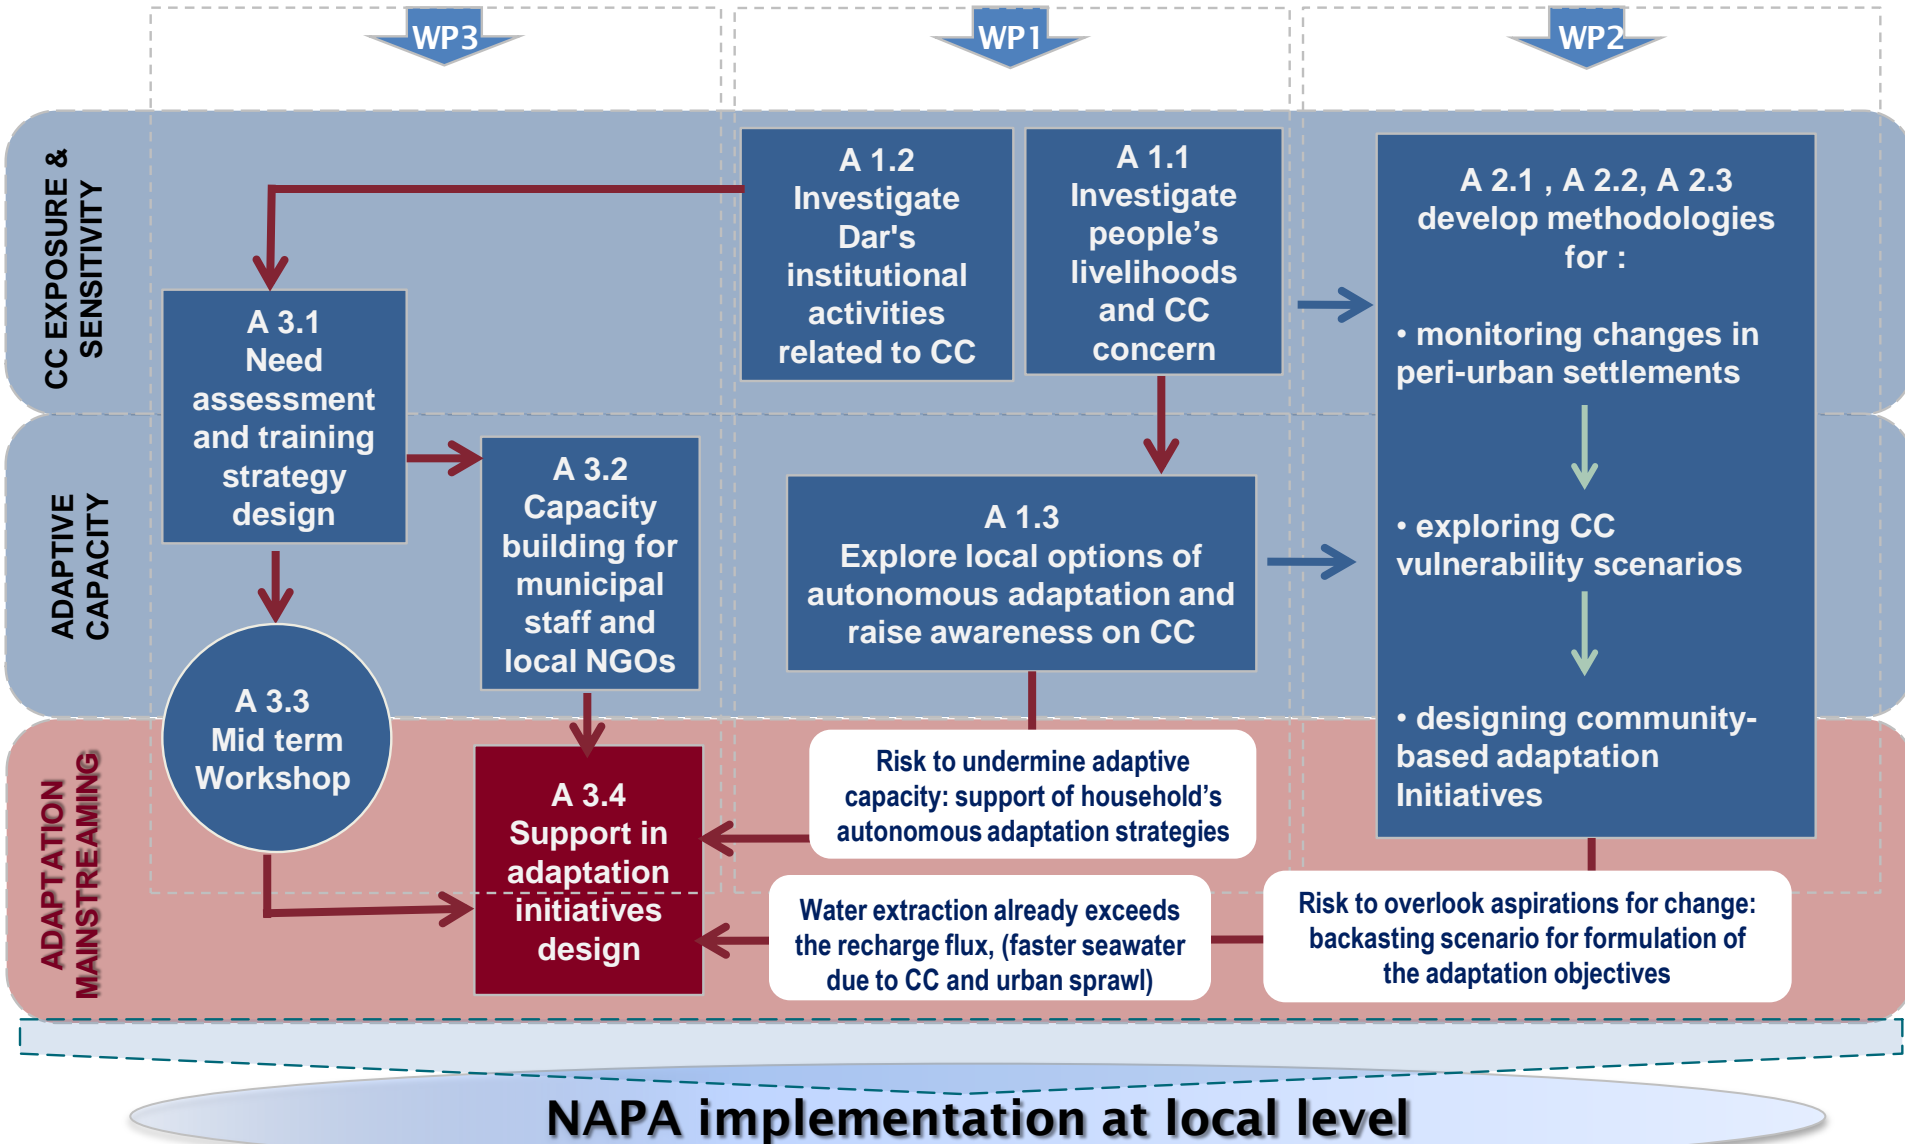 WP3
WP1
WP2
CC EXPOSURE &
SENSITIVITY
A 1.2
Investigate
Dar's
institutional
activities
related to CC
A 1.1
Investigate
people’s
livelihoods
and CC
concern
A 2.1 , A 2.2, A 2.3
develop methodologies
for :
• monitoring changes in
peri-urban settlements
• exploring CC
vulnerability scenarios
• designing community-
based adaptation
Initiatives
A 3.1
Need
assessment
and training
strategy
design
ADAPTIVE
CAPACITY
A 3.2
Capacity
building for
municipal
staff and
local NGOs
A 1.3
Explore local options of
autonomous adaptation and
raise awareness on CC
A 3.3
Mid term
Workshop
ADAPTATION
MAINSTREAMING
A 3.4
Support in
adaptation
initiatives
design
Risk to undermine adaptive
capacity: support of household’s
autonomous adaptation strategies
Water extraction already exceeds
the recharge flux, (faster seawater
due to CC and urban sprawl)
Risk to overlook aspirations for change:
backasting scenario for formulation of
the adaptation objectives
NAPA implementation at local level